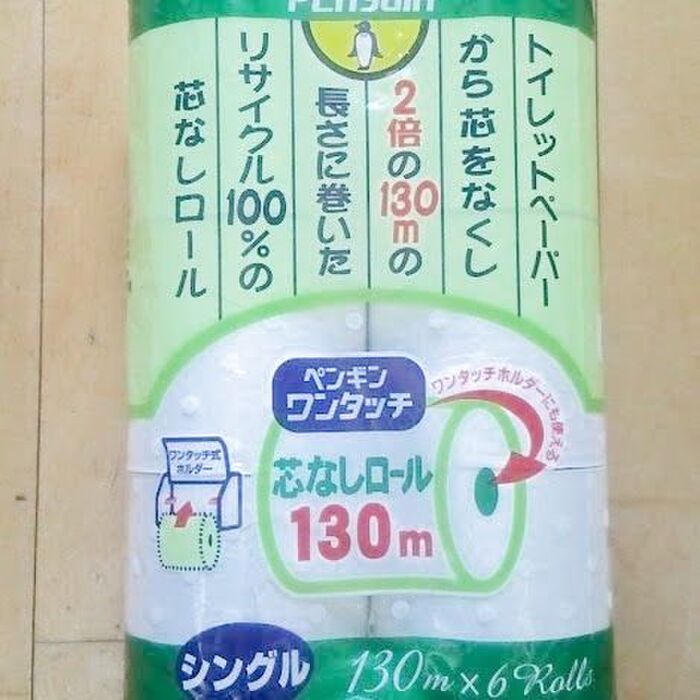 Penguin
トイレットペーパー
から芯をなくし
2倍の130mの
長さに巻いた
リサイクル100%の
芯なしロール
ペンギン
ワンタッチ
ワンタッチホルダーにも使える
ワンタッチ式
ホルダー
芯なしロール
130m
シングル
130m×6 Rolls